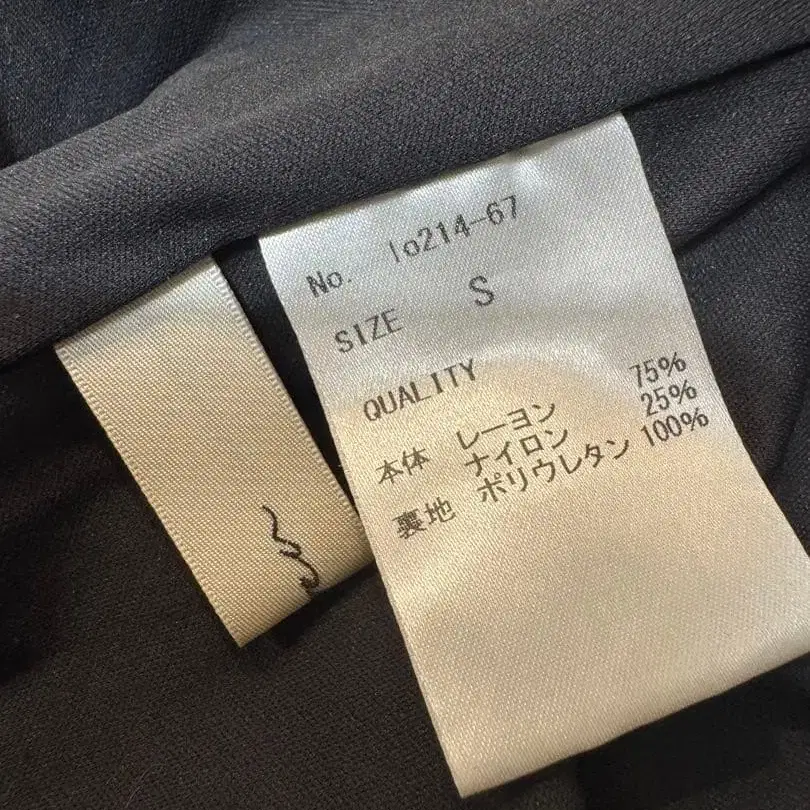 No. lo214-67
SIZE S
QUALITY
本体 レーヨン 75%
ナイロン 25%
裏地 ポリウレタン 100%